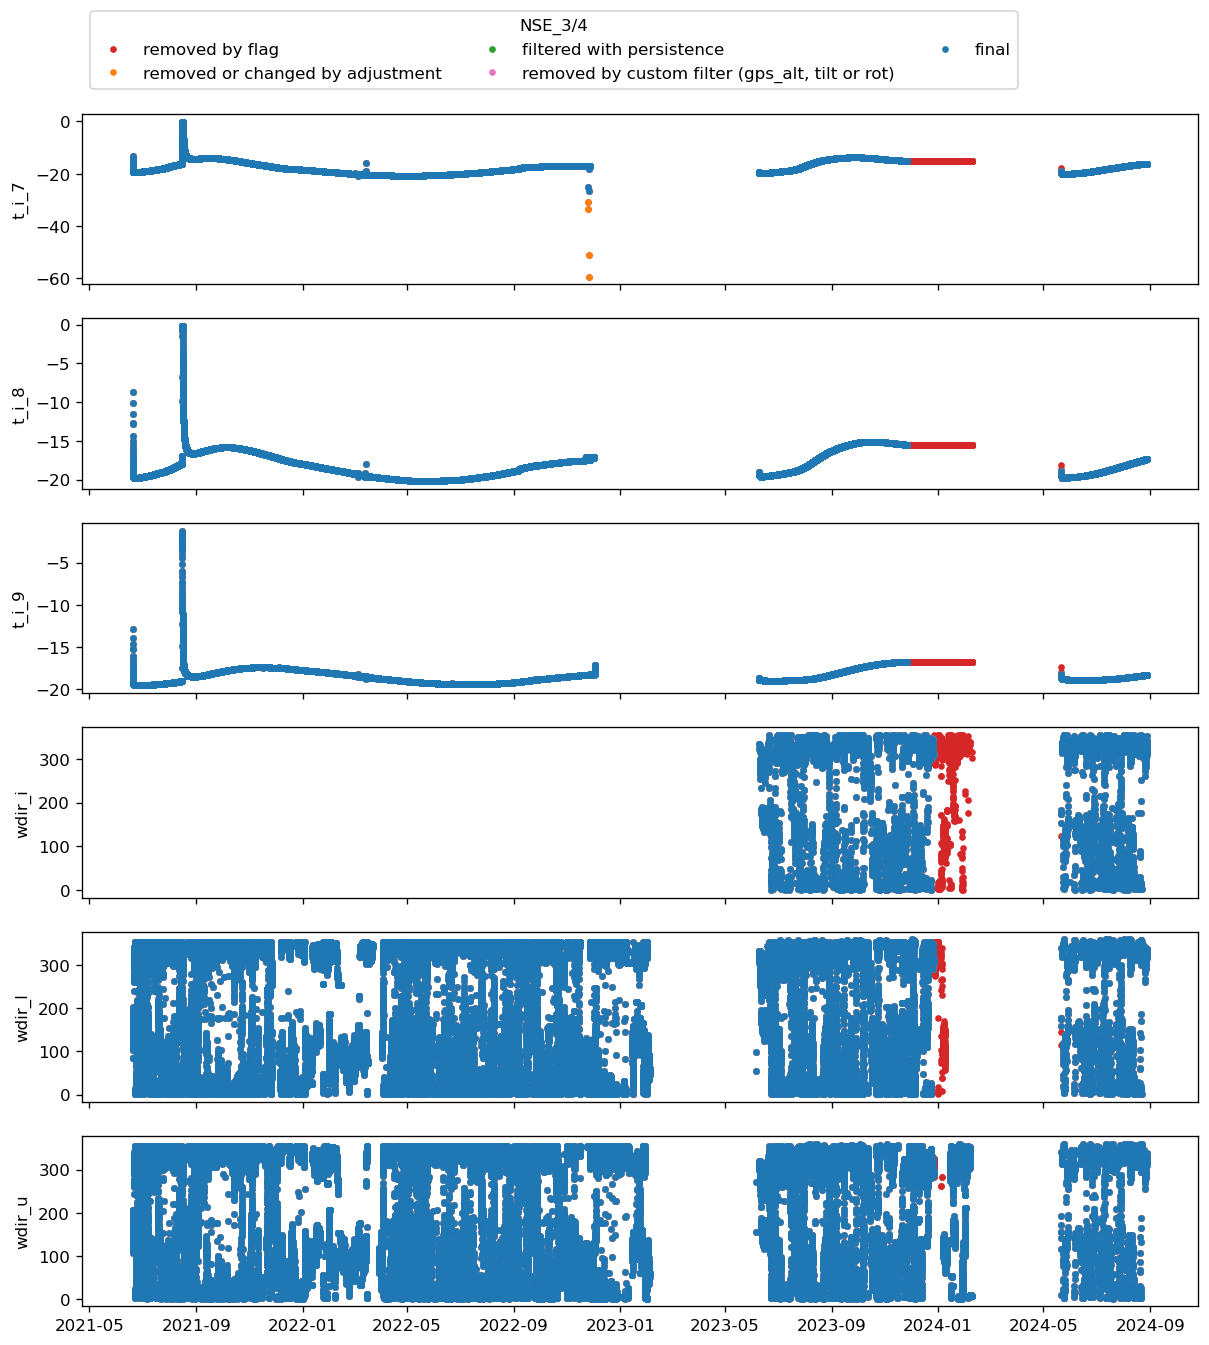 NSE_3/4
removed by flag
filtered with persistence
final
removed or changed by adjustment
removed by custom filter (gps_alt, tilt or rot)
t_i_7
0
−20
−40
−60
t_i_8
0
−5
−10
−15
−20
t_i_9
−5
−10
−15
−20
wdir_i
300
200
100
0
wdir_l
300
200
100
0
wdir_u
300
200
100
0
2021-05 2021-09 2022-01 2022-05 2022-09 2023-01 2023-05 2023-09 2024-01 2024-05 2024-09